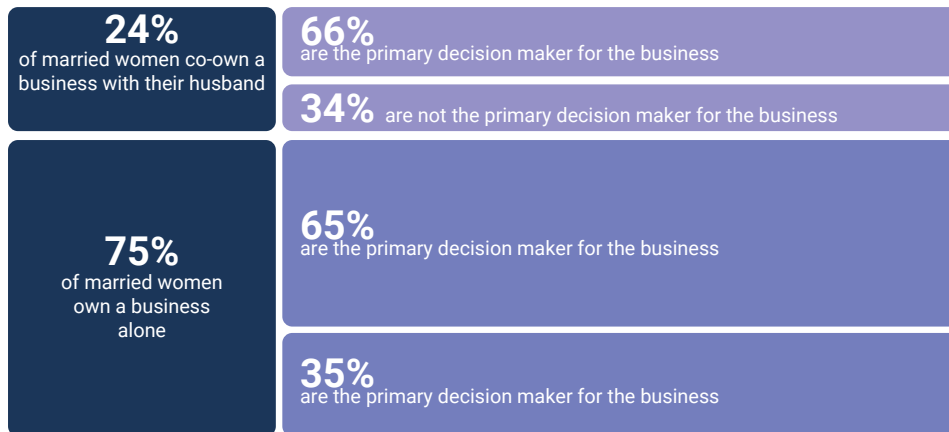 24%
of married women co-own a
business with their husband
66%
are the primary decision maker for the business
34% are not the primary decision maker for the business
75%
of married women
own a business
alone
65%
are the primary decision maker for the business
35%
are the primary decision maker for the business